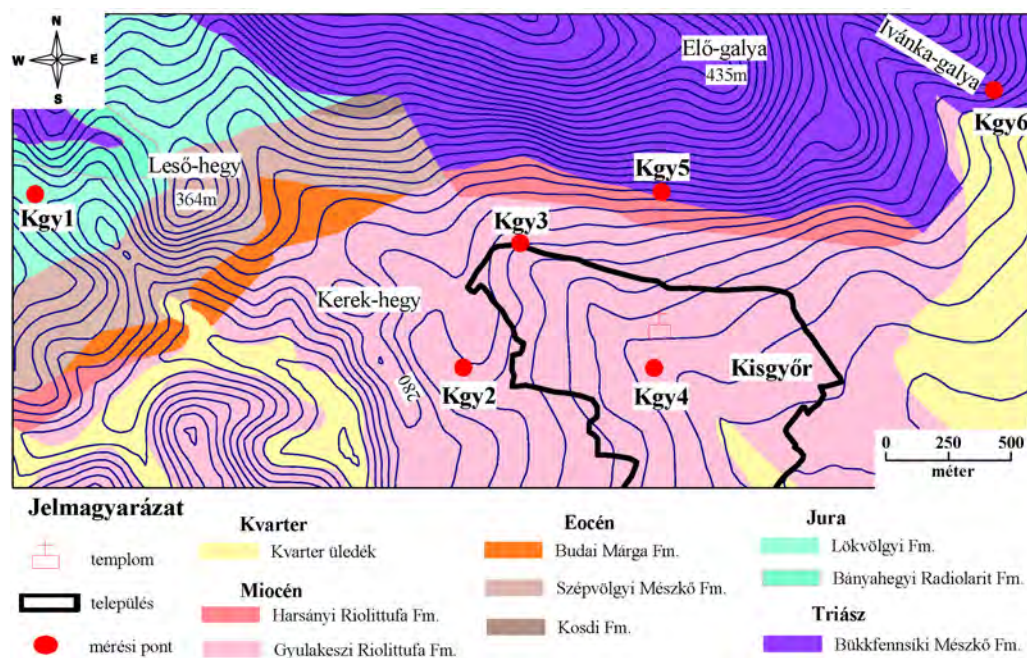 N
W E
S
Elő-galya
435m
Ivánka-galya
Kgy6
Leső-hegy
364m
Kgy1
Kgy5
Kgy3
Kerek-hegy
280
Kgy2
Kgy4
Kisgyőr
0 250 500
méter
Jelmagyarázat
templom
település
mérési pont
Kvarter
Kvarter üledék
Miocén
Harsányi Riolittufa Fm.
Gyulakeszi Riolittufa Fm.
Eocén
Budai Márga Fm.
Szépvölgyi Mészkő Fm.
Kosdi Fm.
Jura
Lökvölgyi Fm.
Bányahegyi Radiolarit Fm.
Triász
Bükkfennsíki Mészkő Fm.